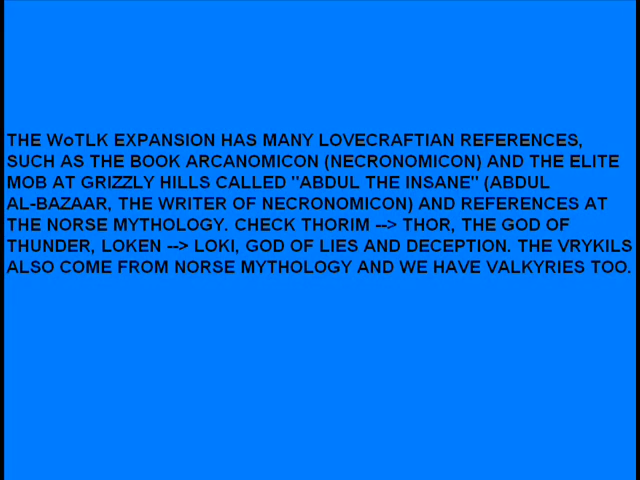 THE WoTLK EXPANSION HAS MANY LOVECRAFTIAN REFERENCES,
SUCH AS THE BOOK ARCANOMICON (NECRONOMICON) AND THE ELITE
MOB AT GRIZZLY HILLS CALLED "ABDUL THE INSANE" (ABDUL
AL-BAZAAR, THE WRITER OF NECRONOMICON) AND REFERENCES AT
THE NORSE MYTHOLOGY. CHECK THORIM --> THOR, THE GOD OF
THUNDER, LOKEN --> LOKI, GOD OF LIES AND DECEPTION. THE VRYKILS
ALSO COME FROM NORSE MYTHOLOGY AND WE HAVE VALKYRIES TOO.